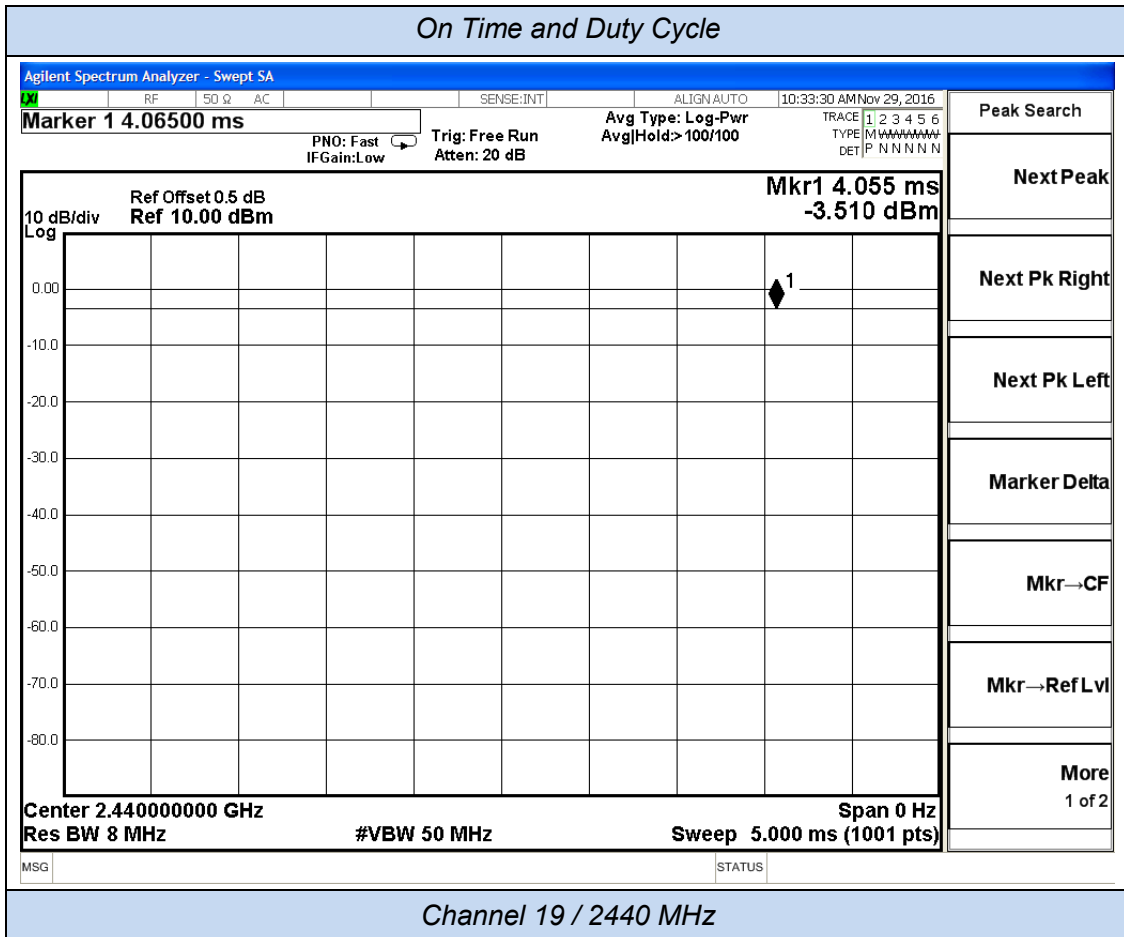 On Time and Duty Cycle
Agilent Spectrum Analyzer - Swept SA
LXI RF 50 Ω AC SENSE:INT ALIGNAUTO 10:33:30 AM Nov 29, 2016
Marker 1 4.06500 ms
PNO: Fast
IFGain:Low
Trig: Free Run
Atten: 20 dB
Avg Type: Log-Pwr
Avg|Hold:>100/100
TRACE 1 2 3 4 5 6
TYPE M WWWWW
DET P N N N N N
Ref Offset 0.5 dB
10 dB/div Ref 10.00 dBm
Log
Mkr1 4.055 ms
-3.510 dBm
1
0.00
-10.0
-20.0
-30.0
-40.0
-50.0
-60.0
-70.0
-80.0
Center 2.440000000 GHz Span 0 Hz
Res BW 8 MHz #VBW 50 MHz Sweep 5.000 ms (1001 pts)
MSG STATUS
Peak Search
Next Peak
Next Pk Right
Next Pk Left
Marker Delta
Mkr→CF
Mkr→Ref Lvl
More
1 of 2
Channel 19 / 2440 MHz